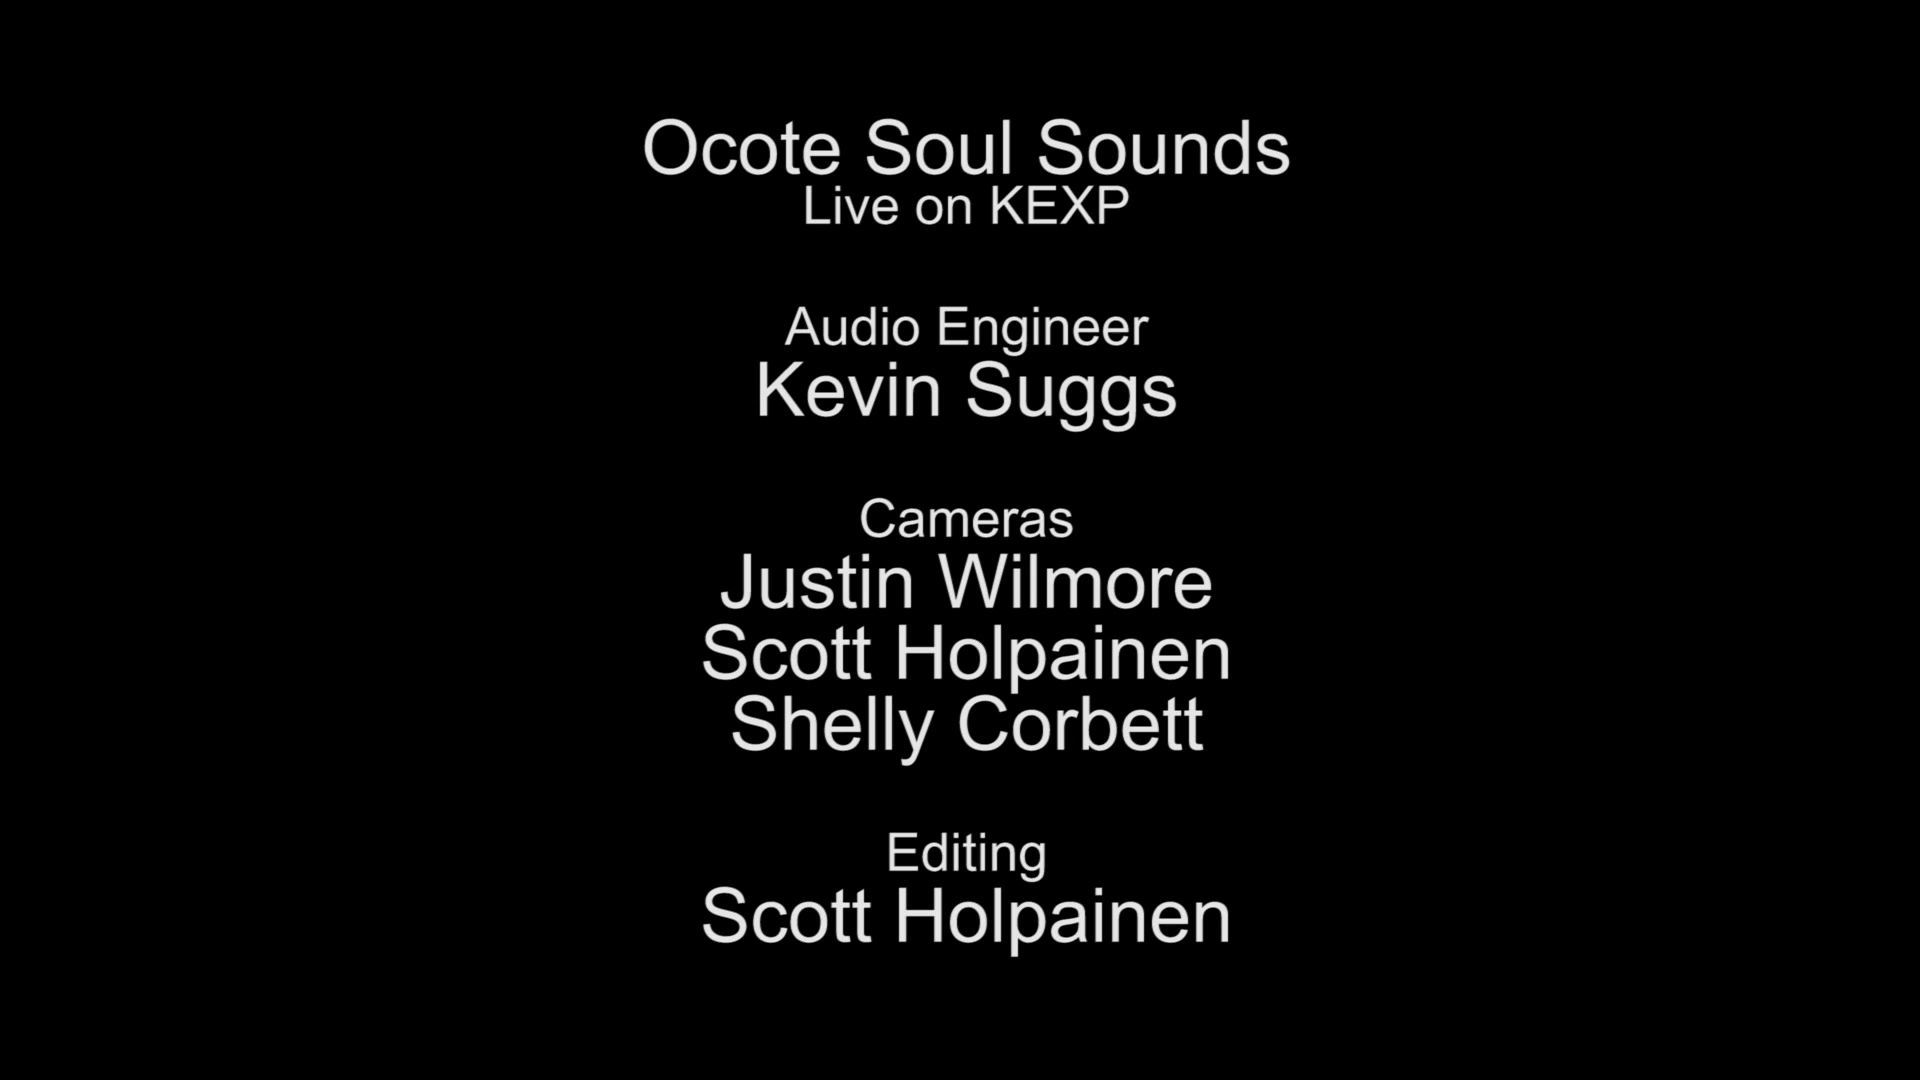 Ocote Soul Sounds
Live on KEXP
Audio Engineer
Kevin Suggs
Cameras
Justin Wilmore
Scott Holpainen
Shelly Corbett
Editing
Scott Holpainen